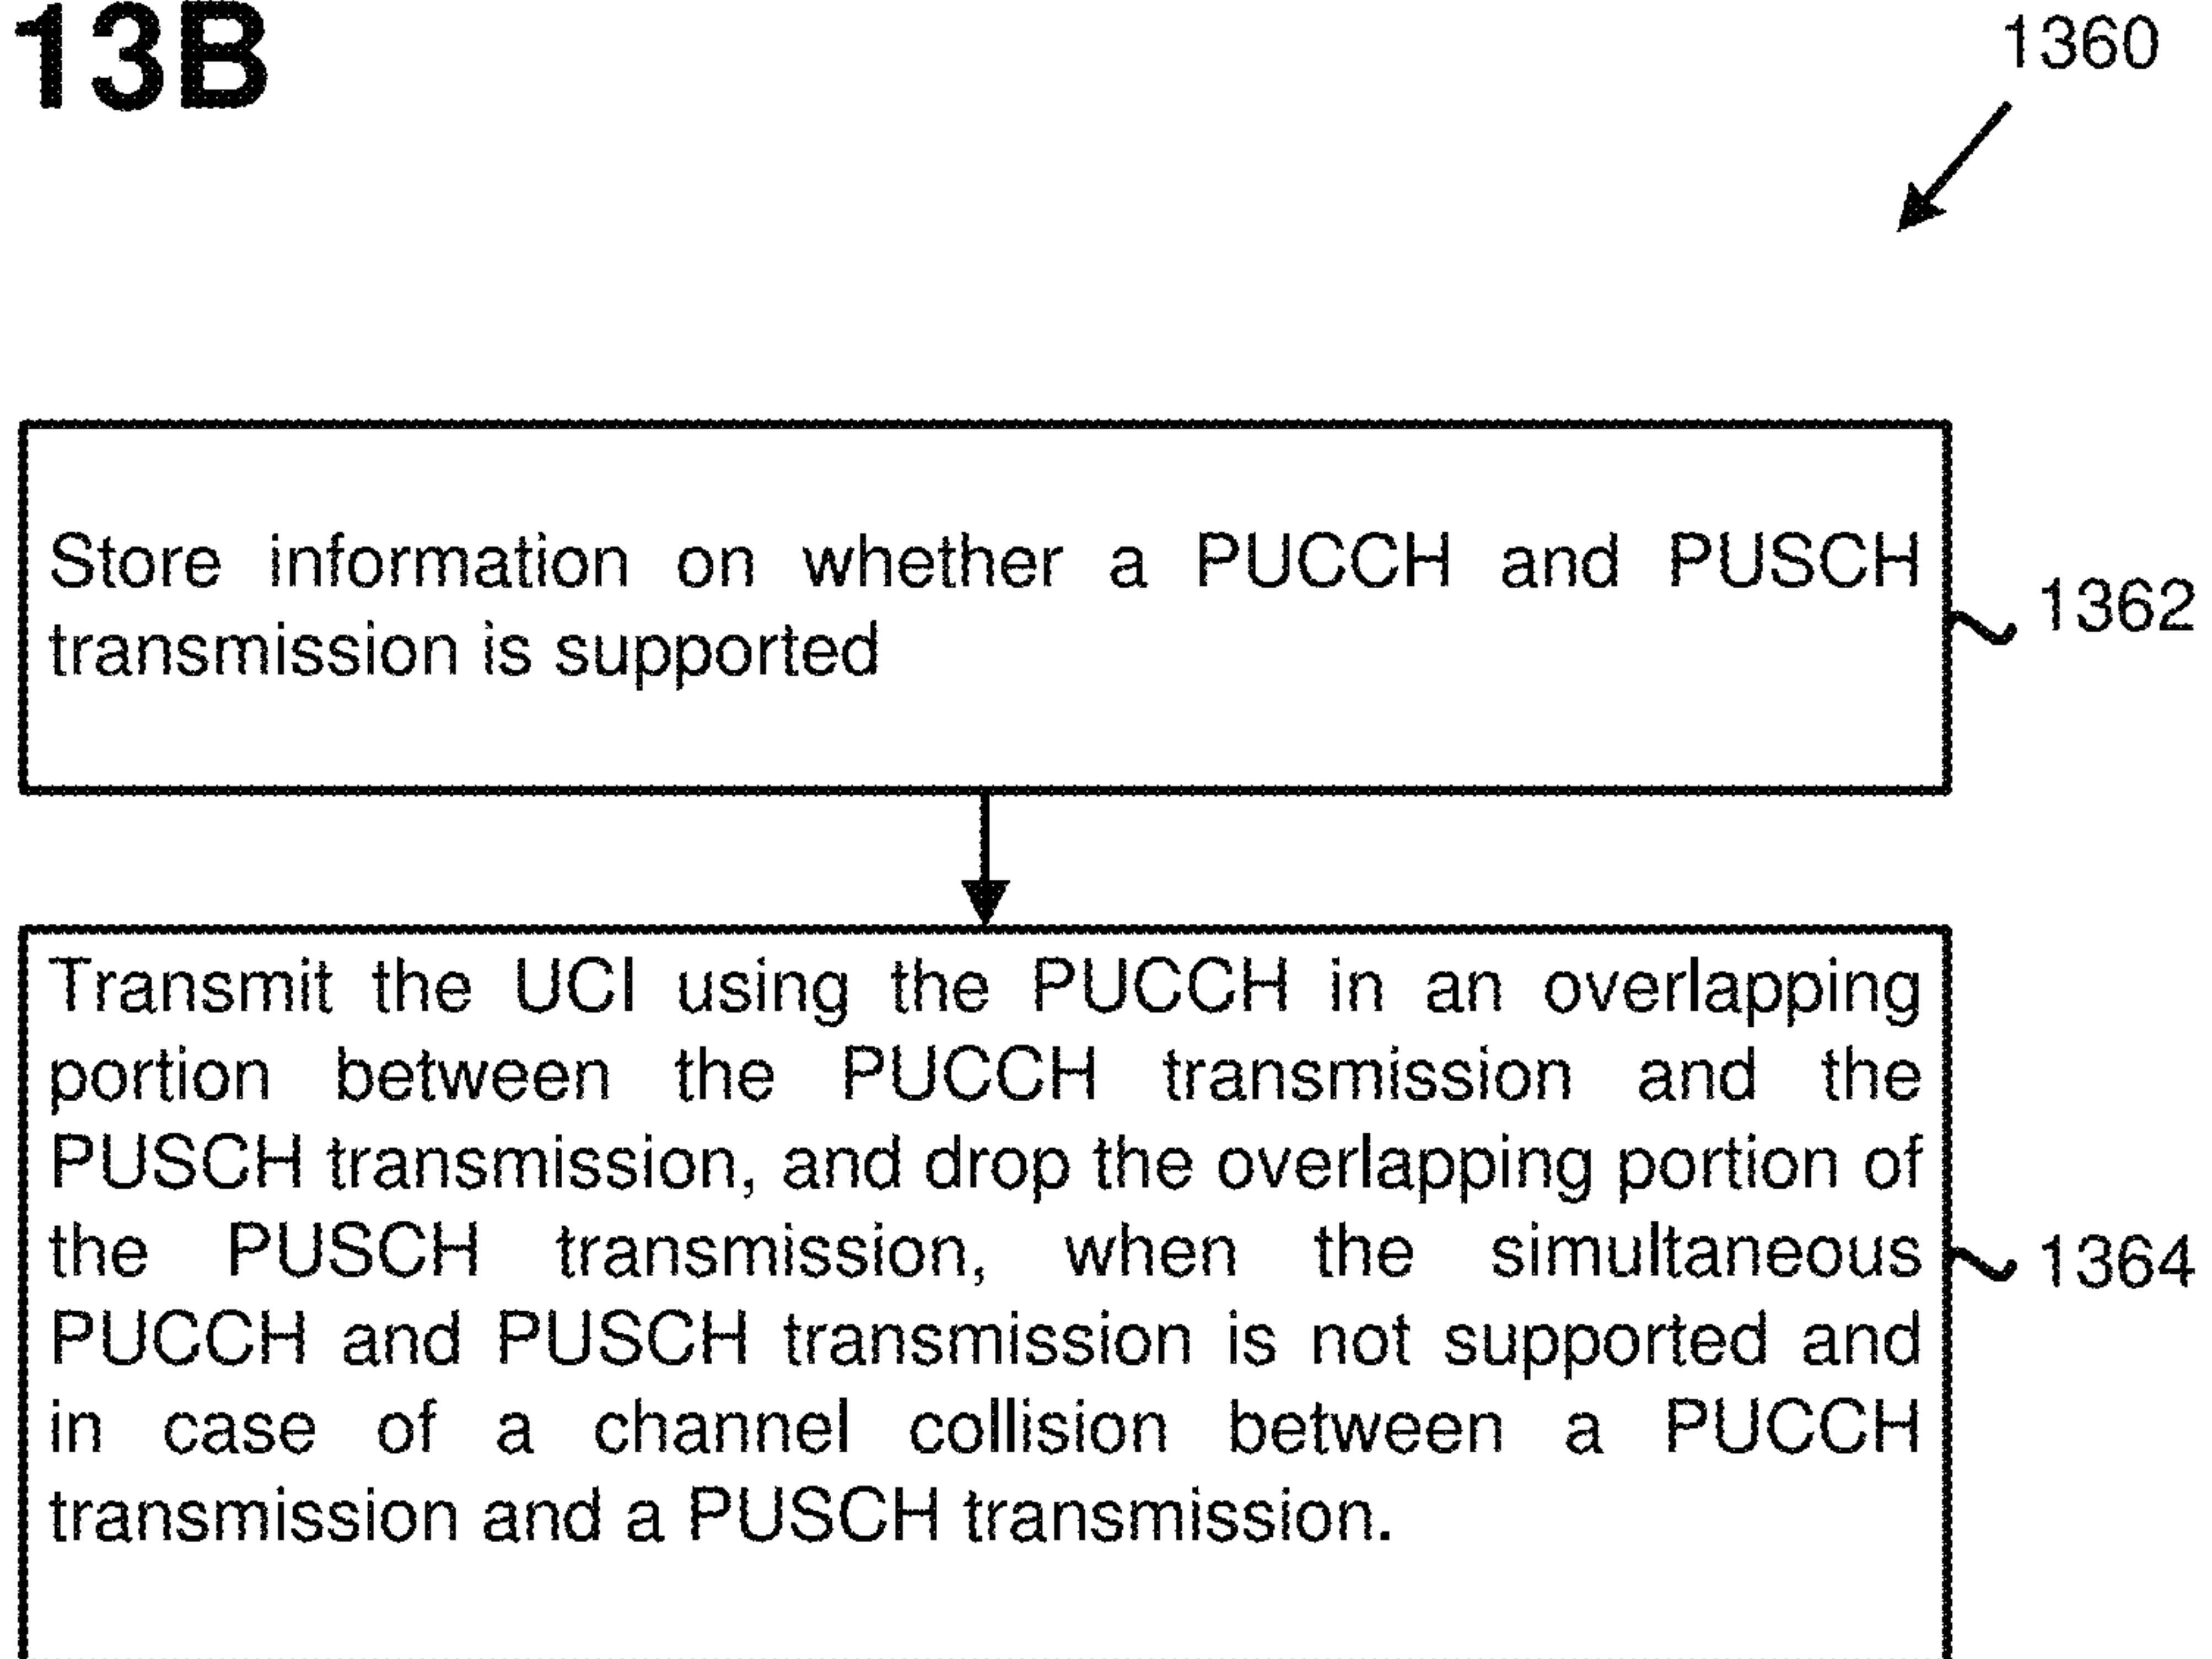 13B
1360
Store information on whether a PUCCH and PUSCH
transmission is supported
1362
Transmit the UCI using the PUCCH in an overlapping
portion between the PUCCH transmission and the
PUSCH transmission, and drop the overlapping portion of
the PUSCH transmission, when the simultaneous
PUCCH and PUSCH transmission is not supported and
in case of a channel collision between a PUCCH
transmission and a PUSCH transmission.
1364